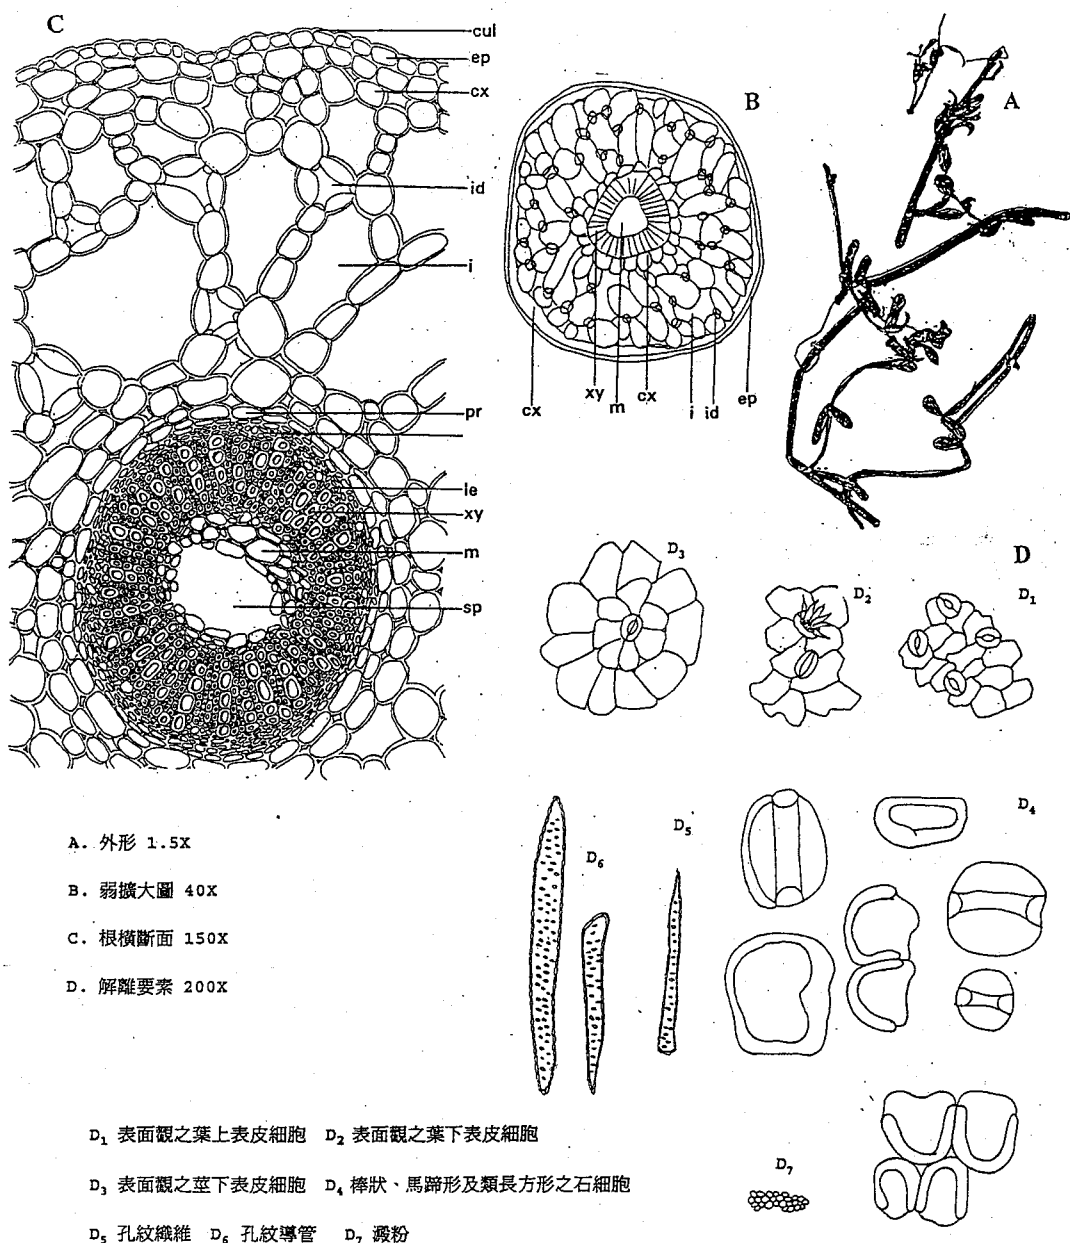 C
cul
ep
cx
id
i
pr
le
xy
m
sp
B
cx
xy
m
cx
i
id
ep
A
D
D₃
D₂
D₁
D₆
D₅
D₄
D₇
A. 外形 1.5X
B. 弱擴大圖 40X
C. 根橫斷面 150X
D. 解離要素 200X
D₁ 表面觀之葉上表皮細胞 D₂ 表面觀之葉下表皮細胞
D₃ 表面觀之莖下表皮細胞 D₄ 棒狀、馬蹄形及類長方形之石細胞
D₅ 孔紋織維 D₆ 孔紋導管 D₇ 澱粉